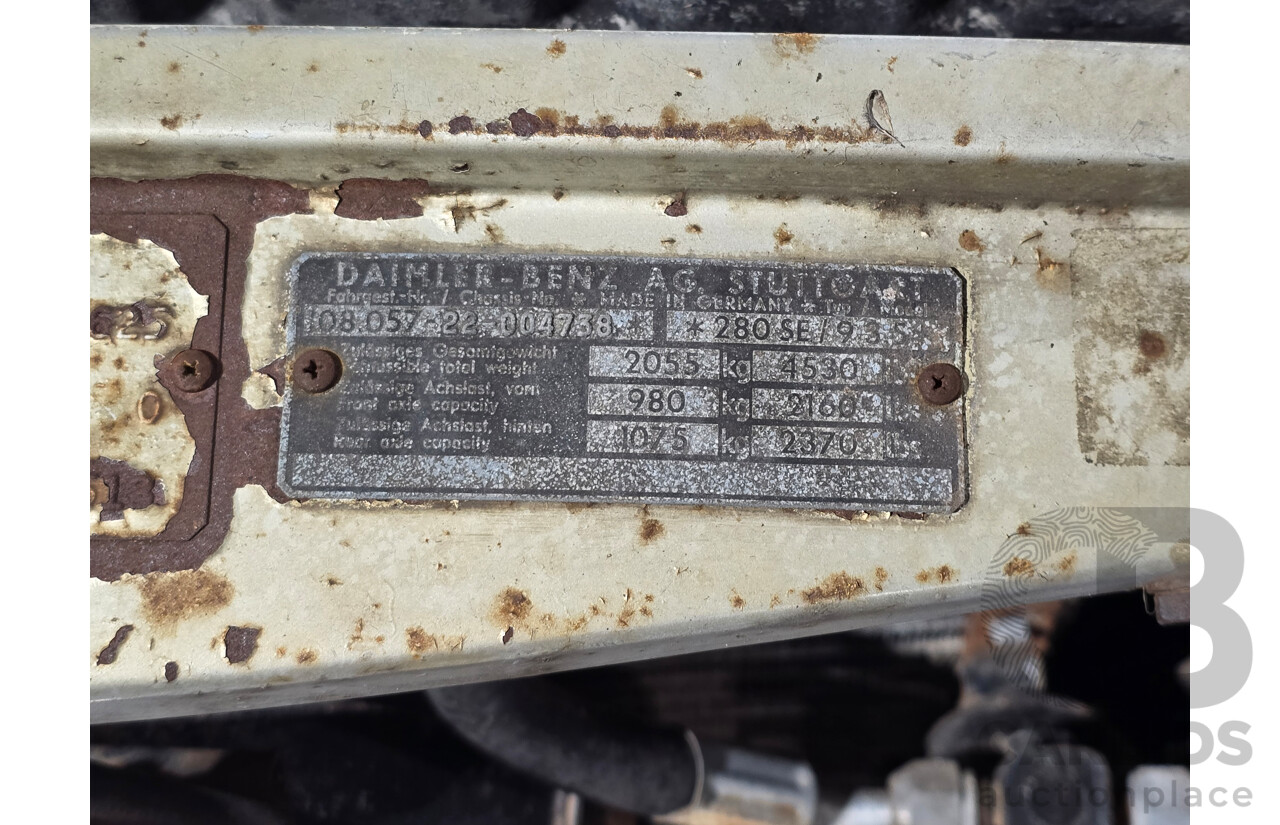 DAIMLER-BENZ AG. STUTTGART
Fahrgest.-Nr. / Chassis-No. * MADE IN GERMANY * Typ / Model
108.057-22-004738 * * 280 SE / 9 3.5
Zulässiges Gesamtgewicht
Permissible total weight
2055 kg 4530 lbs
Zulässige Achslast, vorn
Front axle capacity
980 kg 2160 lbs
Zulässige Achslast, hinten
Rear axle capacity
1075 kg 2370 lbs
auctionplace